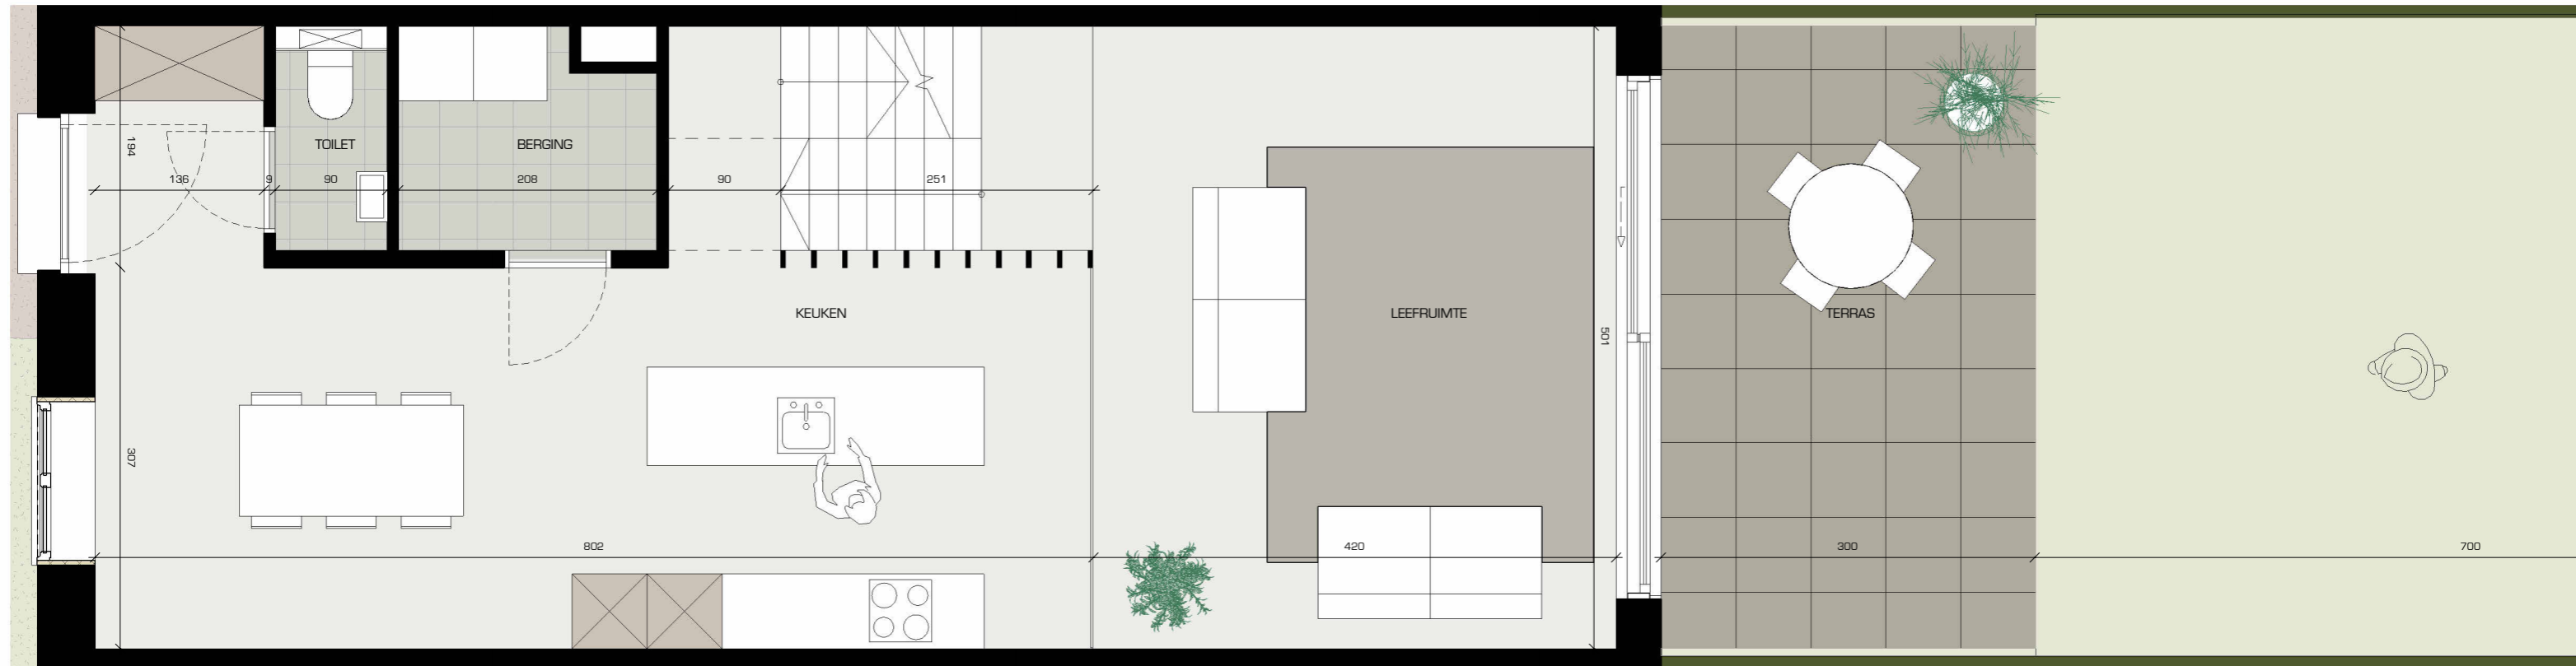 TOILET
BERGING
194
136
9
90
208
90
251
KEUKEN
LEEFRUIMTE
TERRAS
501
307
802
420
300
700